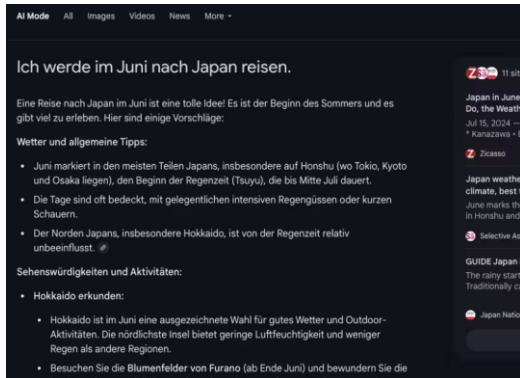 AI Mode All Images Videos News More
Ich werde im Juni nach Japan reisen.
Eine Reise nach Japan im Juni ist eine tolle Idee! Es ist der Beginn des Sommers und es
gibt viel zu erleben. Hier sind einige Vorschläge:
Wetter und allgemeine Tipps:
• Juni markiert in den meisten Teilen Japans, insbesondere auf Honshu (wo Tokio, Kyoto
und Osaka liegen), den Beginn der Regenzeit (Tsuyu), die bis Mitte Juli dauert.
• Die Tage sind oft bedeckt, mit gelegentlichen intensiven Regengüssen oder kurzen
Schauern.
• Der Norden Japans, insbesondere Hokkaido, ist von der Regenzeit relativ
unbeeinflusst.
Sehenswürdigkeiten und Aktivitäten:
• Hokkaido erkunden:
• Hokkaido ist im Juni eine ausgezeichnete Wahl für gutes Wetter und Outdoor-
Aktivitäten. Die nördlichste Insel bietet geringe Luftfeuchtigkeit und weniger
Regen als andere Regionen.
• Besuchen Sie die Blumenfelder von Furano (ab Ende Juni) und bewundern Sie die
11 sit
Japan in June
Do, the Weath
Jul 15, 2024 —
* Kanazawa •
Zicasso
Japan weathe
climate, best
June marks th
in Honshu and
Selective As
GUIDE Japan
The rainy start
Traditionally c
Japan Natio